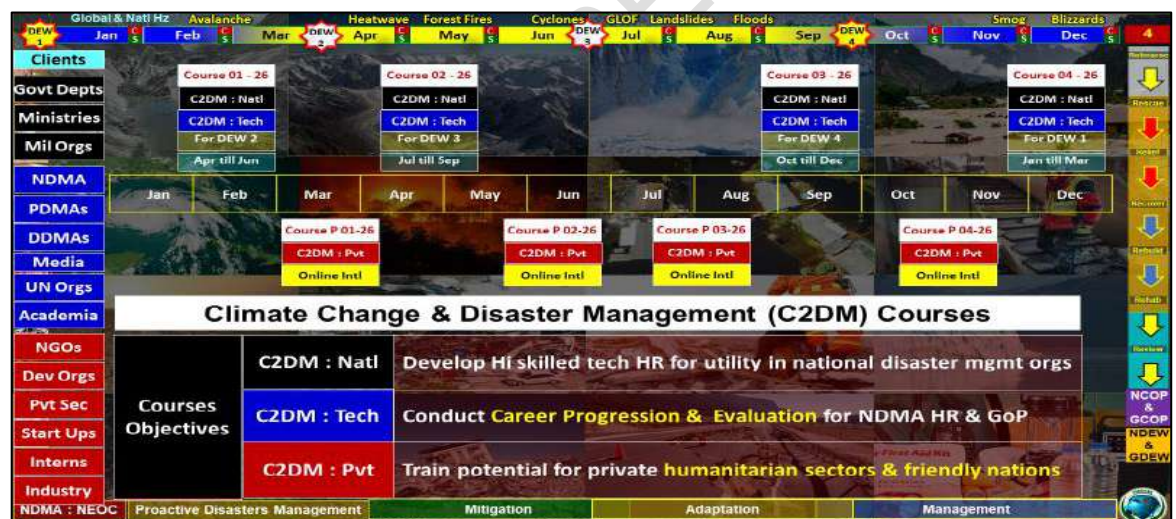 Global & Natl Hz Avalanche Heatwave Forest Fires Cyclones GLOF Landslides Floods Smog Blizzards
DEW 1 Jan C S Feb C S Mar DEW 2 Apr C S May C S Jun DEW 3 Jul C S Aug C S Sep DEW 4 Oct C S Nov C S Dec C S 4
Clients
Govt Depts
Ministries
Mil Orgs
NDMA
PDMAs
DDMAs
Media
UN Orgs
Academia
NGOs
Dev Orgs
Pvt Sec
Start Ups
Interns
Industry
Course 01 - 26
C2DM : Natl
C2DM : Tech
For DEW 2
Apr till Jun
Course 02 - 26
C2DM : Natl
C2DM : Tech
For DEW 3
Jul till Sep
Course 03 - 26
C2DM : Natl
C2DM : Tech
For DEW 4
Oct till Dec
Course 04 - 26
C2DM : Natl
C2DM : Tech
For DEW 1
Jan till Mar
Jan Feb Mar Apr May Jun Jul Aug Sep Oct Nov Dec
Course P 01-26
C2DM : Pvt
Online Intl
Course P 02-26
C2DM : Pvt
Online Intl
Course P 03-26
C2DM : Pvt
Online Intl
Course P 04-26
C2DM : Pvt
Online Intl
Climate Change & Disaster Management (C2DM) Courses
Courses
Objectives
C2DM : Natl Develop Hi skilled tech HR for utility in national disaster mgmt orgs
C2DM : Tech Conduct Career Progression & Evaluation for NDMA HR & GoP
C2DM : Pvt Train potential for private humanitarian sectors & friendly nations
Rescue
Relief
Rebuild
Rehab
Review
NCOP
&
GCOP
NDEW
&
GDEW
NDMA : NEOC Proactive Disasters Management Mitigation Adaptation Management